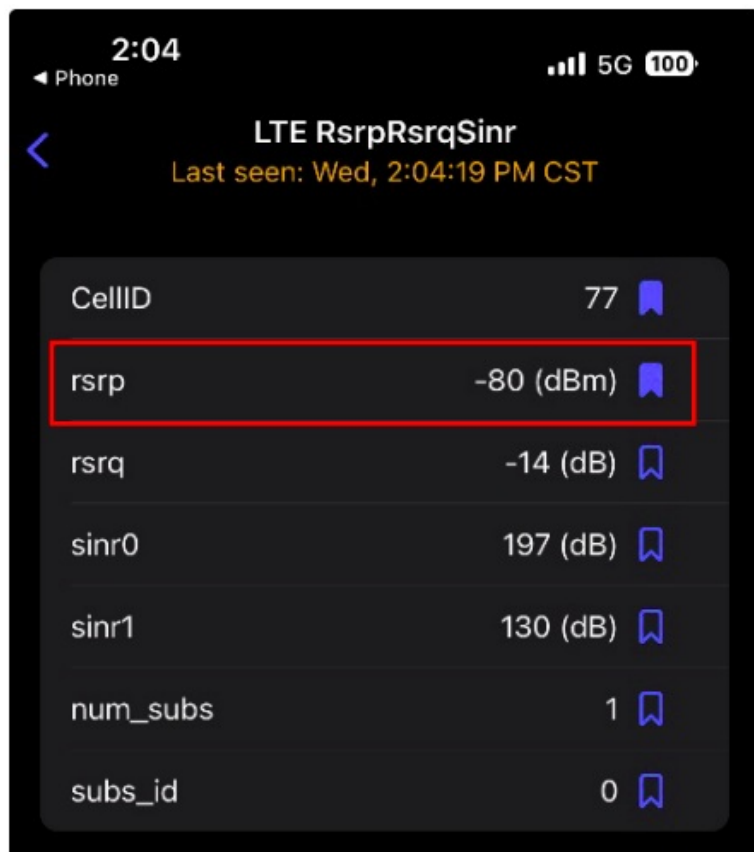 2:04
◀ Phone
5G 100
LTE RsrpRsrqSinr
Last seen: Wed, 2:04:19 PM CST
CellID 77
rsrp -80 (dBm)
rsrq -14 (dB)
sinr0 197 (dB)
sinr1 130 (dB)
num_subs 1
subs_id 0